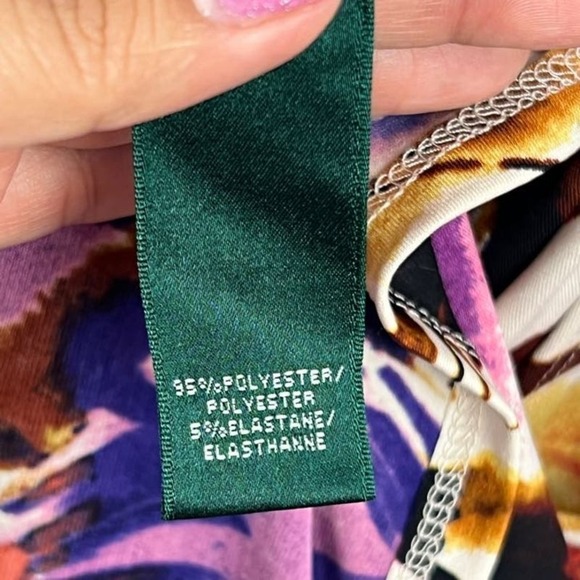 95%POLYESTER/
POLYESTER
5%ELASTANE/
ELASTHANNE